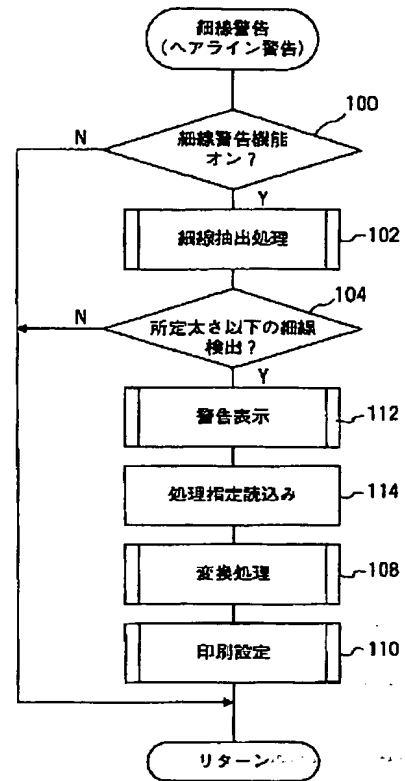 細線警告
(ヘアライン警告)
100
N
細線警告機能
オン?
Y
細線抽出処理
102
104
N
所定太さ以下の細線
検出?
Y
警告表示
112
処理指定読込み
114
変換処理
108
印刷設定
110
リターン